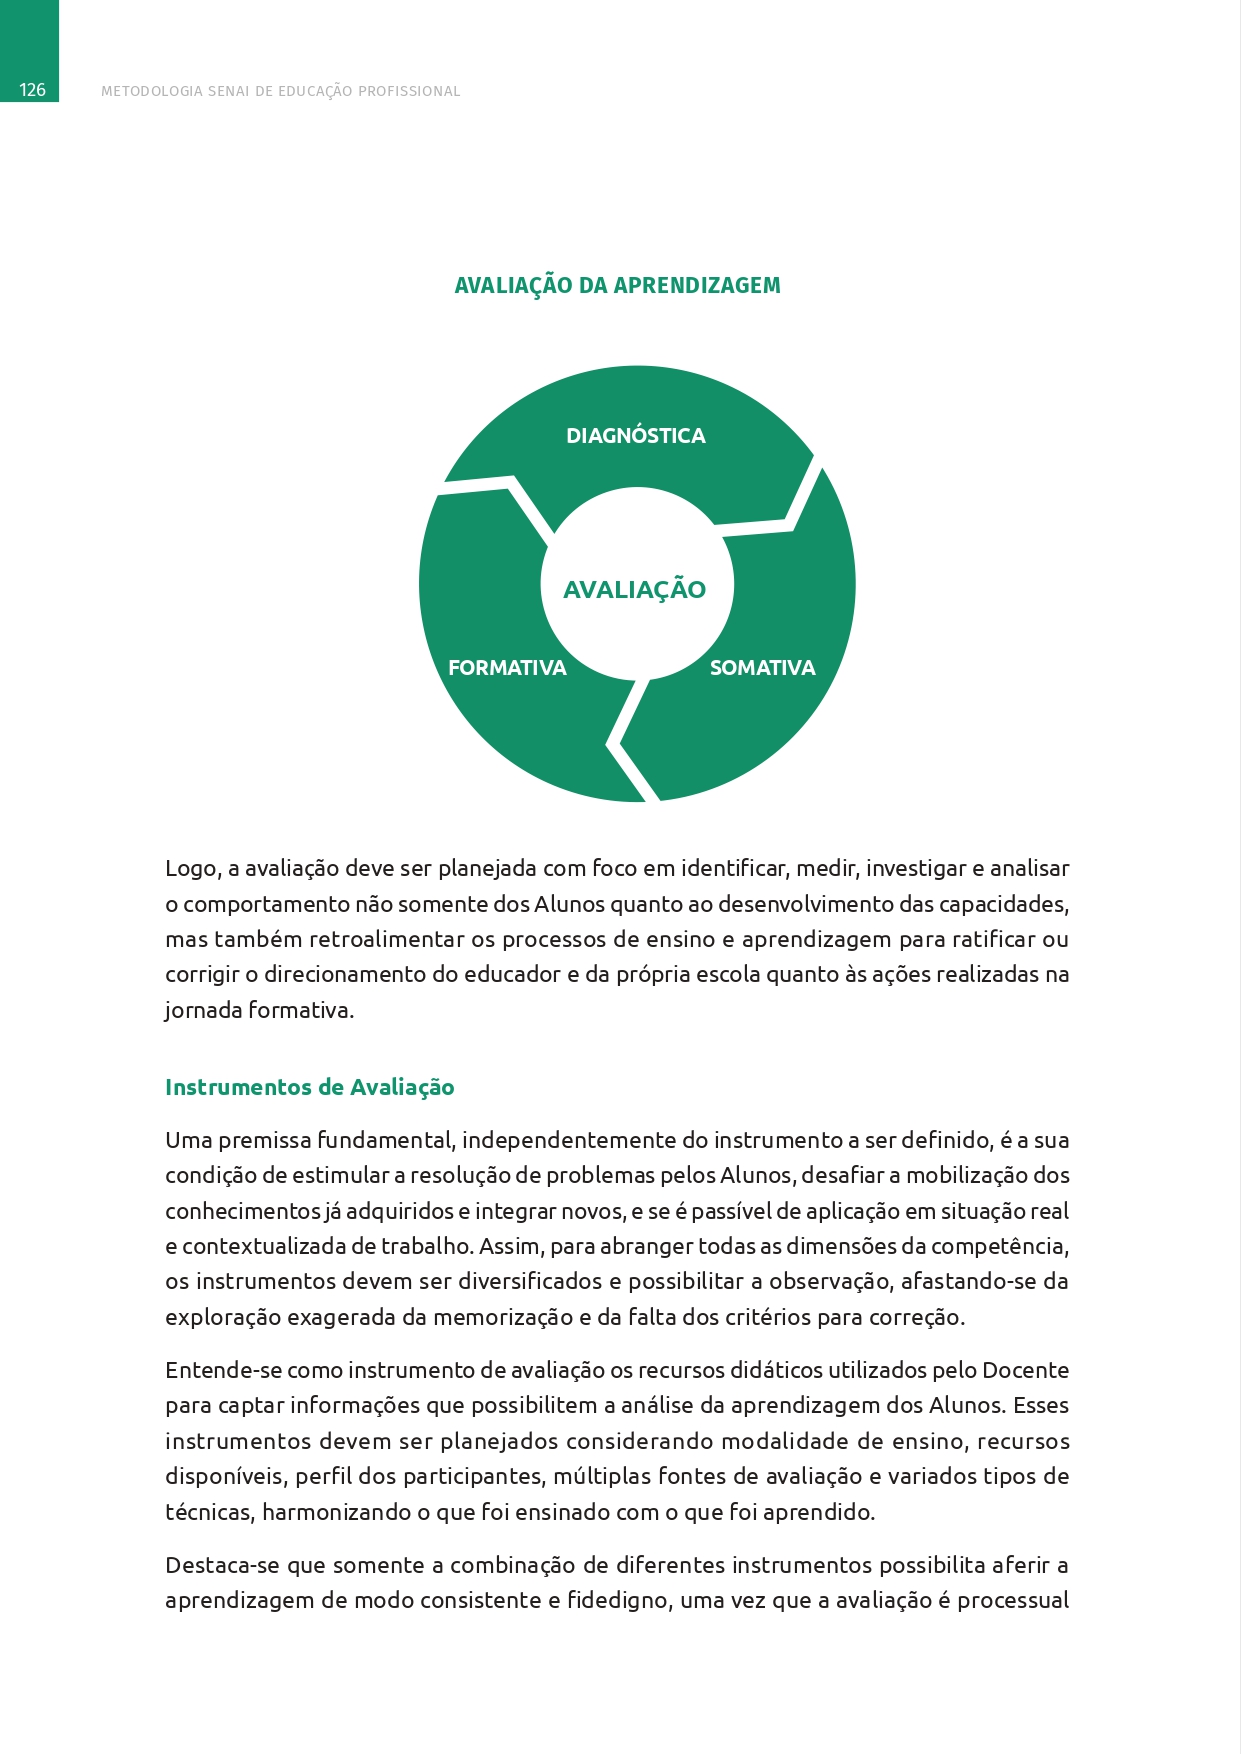 126
METODOLOGIA SENAI DE EDUCAÇÃO PROFISSIONAL
AVALIAÇÃO DA APRENDIZAGEM
DIAGNÓSTICA
AVALIAÇÃO
FORMATIVA
SOMATIVA
Logo, a avaliação deve ser planejada com foco em identificar, medir, investigar e analisar
o comportamento não somente dos Alunos quanto ao desenvolvimento das capacidades,
mas também retroalimentar os processos de ensino e aprendizagem para ratificar ou
corrigir o direcionamento do educador e da própria escola quanto às ações realizadas na
jornada formativa.
Instrumentos de Avaliação
Uma premissa fundamental, independentemente do instrumento a ser definido, é a sua
condição de estimular a resolução de problemas pelos Alunos, desafiar a mobilização dos
conhecimentos já adquiridos e integrar novos, e se é passível de aplicação em situação real
e contextualizada de trabalho. Assim, para abranger todas as dimensões da competência,
os instrumentos devem ser diversificados e possibilitar a observação, afastando-se da
exploração exagerada da memorização e da falta dos critérios para correção.
Entende-se como instrumento de avaliação os recursos didáticos utilizados pelo Docente
para captar informações que possibilitem a análise da aprendizagem dos Alunos. Esses
instrumentos devem ser planejados considerando modalidade de ensino, recursos
disponíveis, perfil dos participantes, múltiplas fontes de avaliação e variados tipos de
técnicas, harmonizando o que foi ensinado com o que foi aprendido.
Destaca-se que somente a combinação de diferentes instrumentos possibilita aferir a
aprendizagem de modo consistente e fidedigno, uma vez que a avaliação é processual